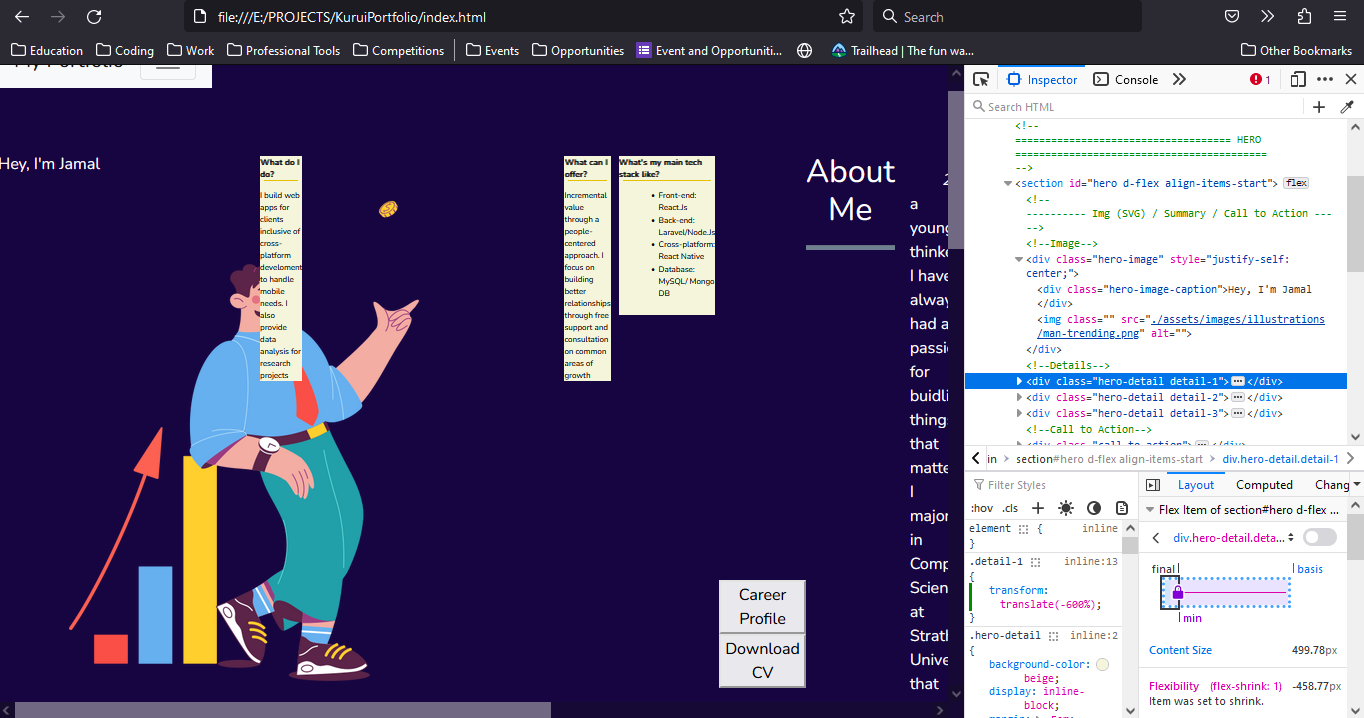 file:///E:/PROJECTS/KuruiPortfolio/index.html
Search
Education
Coding
Work
Professional Tools
Competitions
Events
Opportunities
Event and Opportuniti...
Trailhead | The fun wa...
Other Bookmarks
My Portfolio
Hey, I'm Jamal
What do I
do?
I build web
apps for
clients
inclusive of
cross-
platform
develoment
to handle
mobile
needs. I
also
provide
data
analysis for
research
projects
What can I
offer?
Incremental
value
through a
people-
centered
approach. I
focus on
building
better
relationships
through free
support and
consultation
on common
areas of
growth
What's my main tech
stack like?
Front-end:
React.Js
Back-end:
Laravel/Node.Js
Cross-platform:
React Native
Database:
MySQL/ Mongo
DB
About
Me
a
young
think
I have
alway
had a
passi
for
buidli
thing
that
matte
I
major
in
Comp
Scien
at
Strath
Unive
that
Career
Profile
Download
CV
Inspector
Console
1
Search HTML
<!--
==================================== HERO
==========================================
-->
<section id="hero d-flex align-items-start"> flex
<!--
---------- Img (SVG) / Summary / Call to Action ---
-->
<!--Image-->
<div class="hero-image" style="justify-self:
center;">
<div class="hero-image-caption">Hey, I'm Jamal
</div>
<img class="" src="./assets/images/illustrations
/man-trending.png" alt="">
</div>
<!--Details-->
<div class="hero-detail detail-1"> </div>
<div class="hero-detail detail-2"> </div>
<div class="hero-detail detail-3"> </div>
<!--Call to Action-->
<div class="call-to-action"> </div>
in
section#hero d-flex align-items-start
div.hero-detail.detail-1
Filter Styles
:hov .cls
element { inline
}
.detail-1 inline:13
{
transform:
translate(-600%);
}
.hero-detail inline:2
{
background-color:
beige;
display: inline-
block;
Layout
Computed
Chang
Flex Item of section#hero d-flex ...
div.hero-detail.deta...
final
basis
min
Content Size 499.78px
Flexibility (flex-shrink: 1) -458.77px
Item was set to shrink.